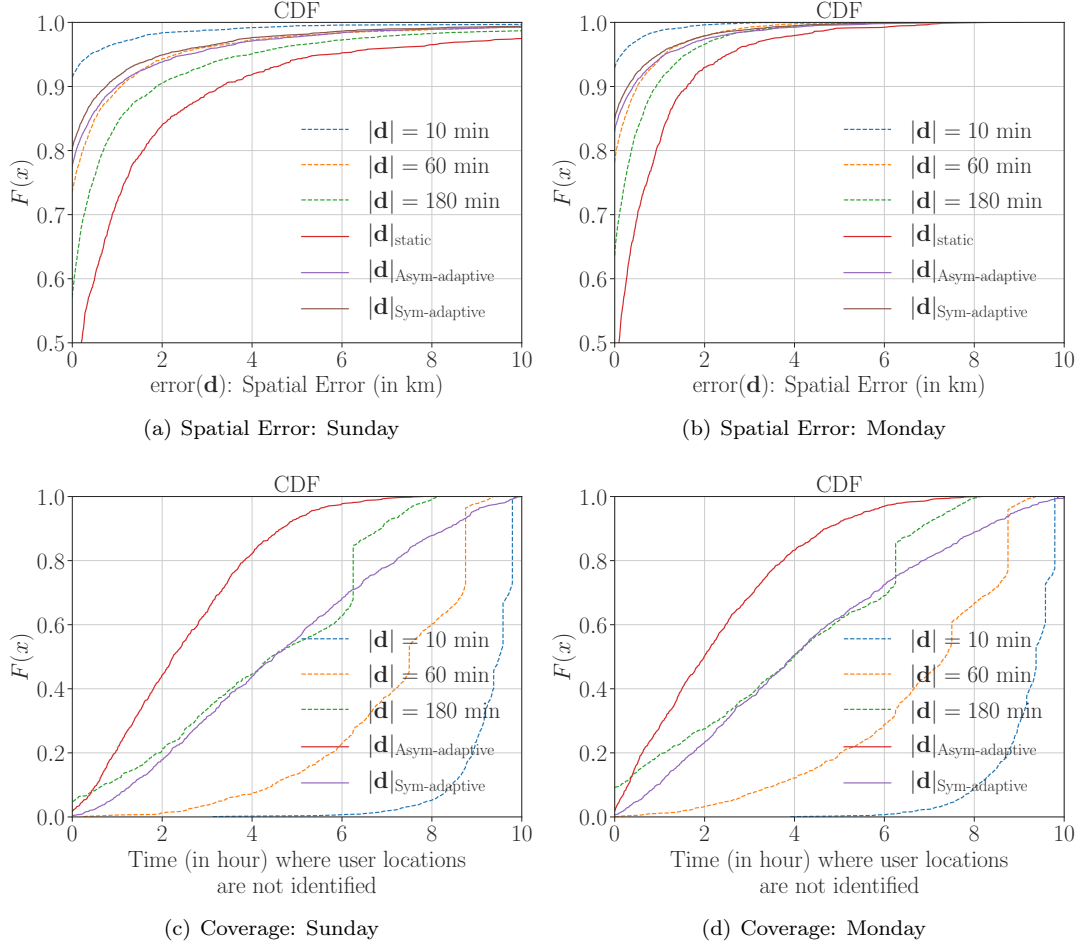 CDF
1.0
0.9
0.8
0.7
0.6
0.5
F(x)
|d| = 10 min
|d| = 60 min
|d| = 180 min
|d|static
|d|Asym-adaptive
|d|Sym-adaptive
0 2 4 6 8 10
error(d): Spatial Error (in km)
(a) Spatial Error: Sunday
CDF
1.0
0.9
0.8
0.7
0.6
0.5
F(x)
|d| = 10 min
|d| = 60 min
|d| = 180 min
|d|static
|d|Asym-adaptive
|d|Sym-adaptive
0 2 4 6 8 10
error(d): Spatial Error (in km)
(b) Spatial Error: Monday
CDF
1.0
0.8
0.6
0.4
0.2
0.0
F(x)
|d| = 10 min
|d| = 60 min
|d| = 180 min
|d|Asym-adaptive
|d|Sym-adaptive
0 2 4 6 8 10
Time (in hour) where user locations
are not identified
(c) Coverage: Sunday
CDF
1.0
0.8
0.6
0.4
0.2
0.0
F(x)
|d| = 10 min
|d| = 60 min
|d| = 180 min
|d|Asym-adaptive
|d|Sym-adaptive
0 2 4 6 8 10
Time (in hour) where user locations
are not identified
(d) Coverage: Monday